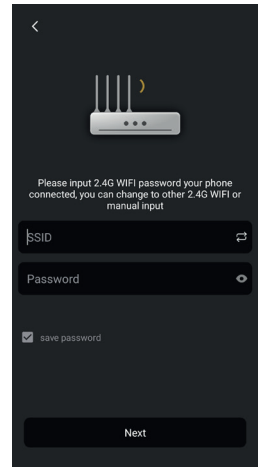 Please input 2.4G WIFI password your phone
connected, you can change to other 2.4G WIFI or
manual input
SSID
Password
save password
Next